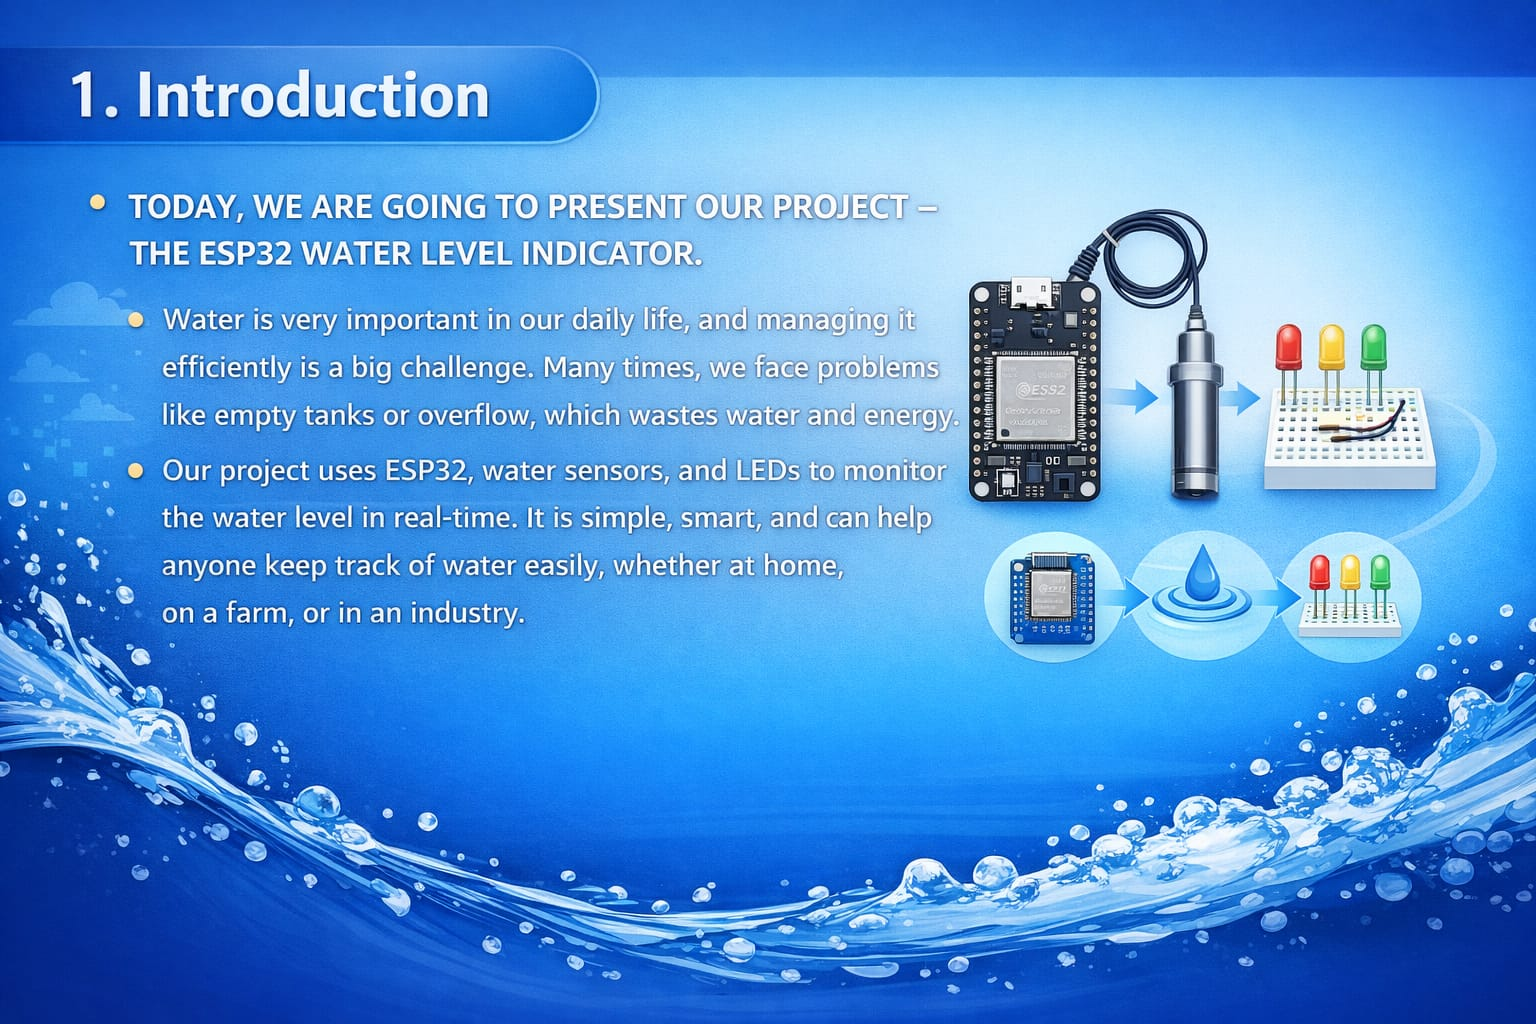 1. Introduction
TODAY, WE ARE GOING TO PRESENT OUR PROJECT –
THE ESP32 WATER LEVEL INDICATOR.
Water is very important in our daily life, and managing it
efficiently is a big challenge. Many times, we face problems
like empty tanks or overflow, which wastes water and energy.
Our project uses ESP32, water sensors, and LEDs to monitor
the water level in real-time. It is simple, smart, and can help
anyone keep track of water easily, whether at home,
on a farm, or in an industry.
ESS2